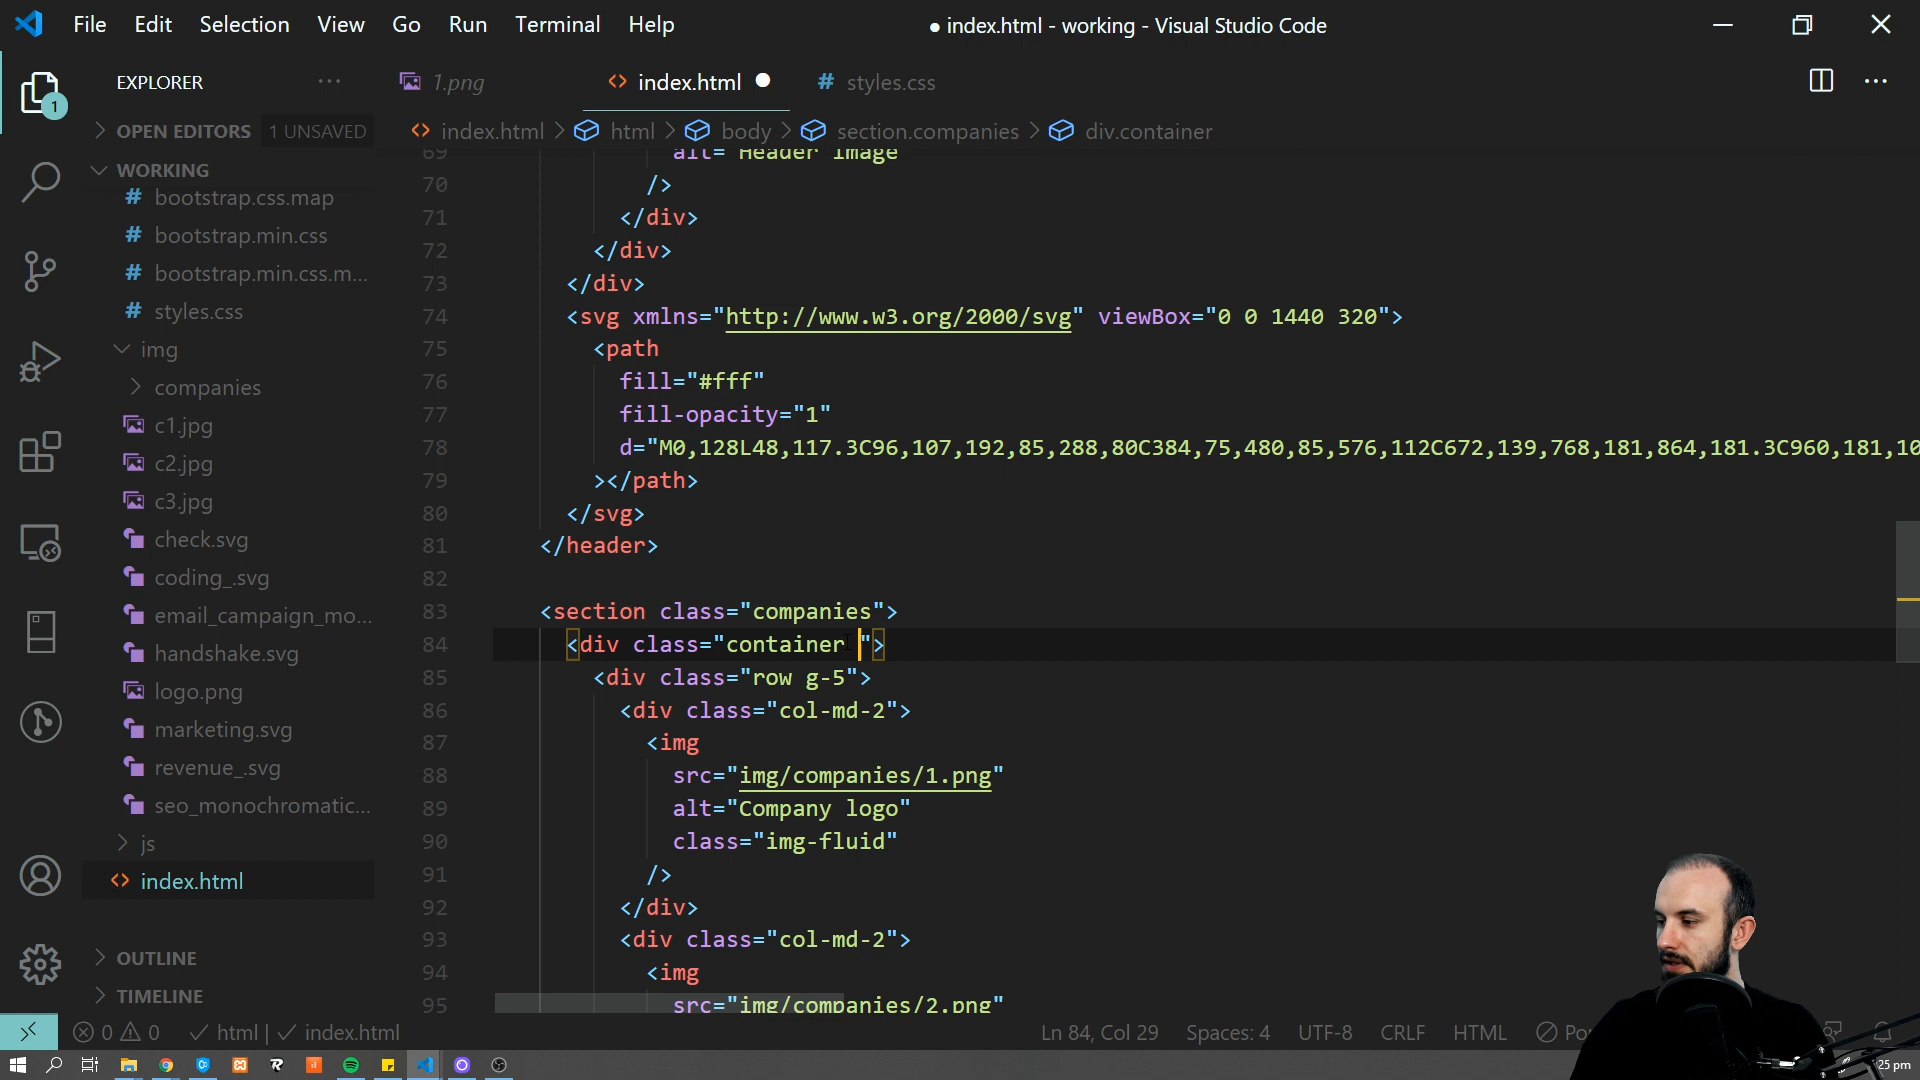 File Edit Selection View Go Run Terminal Help
● index.html - working - Visual Studio Code
EXPLORER ···
1.png
<> index.html ●
# styles.css
···
1
> OPEN EDITORS 1 UNSAVED
<> index.html > html > body > section.companies > div.container
WORKING
# bootstrap.css.map
# bootstrap.min.css
# bootstrap.min.css.m...
# styles.css
img
> companies
c1.jpg
c2.jpg
c3.jpg
check.svg
coding_.svg
email_campaign_mo...
handshake.svg
logo.png
marketing.svg
revenue_.svg
seo_monochromatic...
> js
<> index.html
> OUTLINE
> TIMELINE
69 alt="Header Image
70 />
71 </div>
72 </div>
73 </div>
74 <svg xmlns="http://www.w3.org/2000/svg" viewBox="0 0 1440 320">
75 <path
76 fill="#fff"
77 fill-opacity="1"
78 d="M0,128L48,117.3C96,107,192,85,288,80C384,75,480,85,576,112C672,139,768,181,864,181.3C960,181,10
79 ></path>
80 </svg>
81 </header>
82
83 <section class="companies">
84 <div class="container ">
85 <div class="row g-5">
86 <div class="col-md-2">
87 <img
88 src="img/companies/1.png"
89 alt="Company logo"
90 class="img-fluid"
91 />
92 </div>
93 <div class="col-md-2">
94 <img
95 src="img/companies/2.png"
0 0 ✓ html | ✓ index.html
Ln 84, Col 29 Spaces: 4 UTF-8 CRLF HTML
25 pm